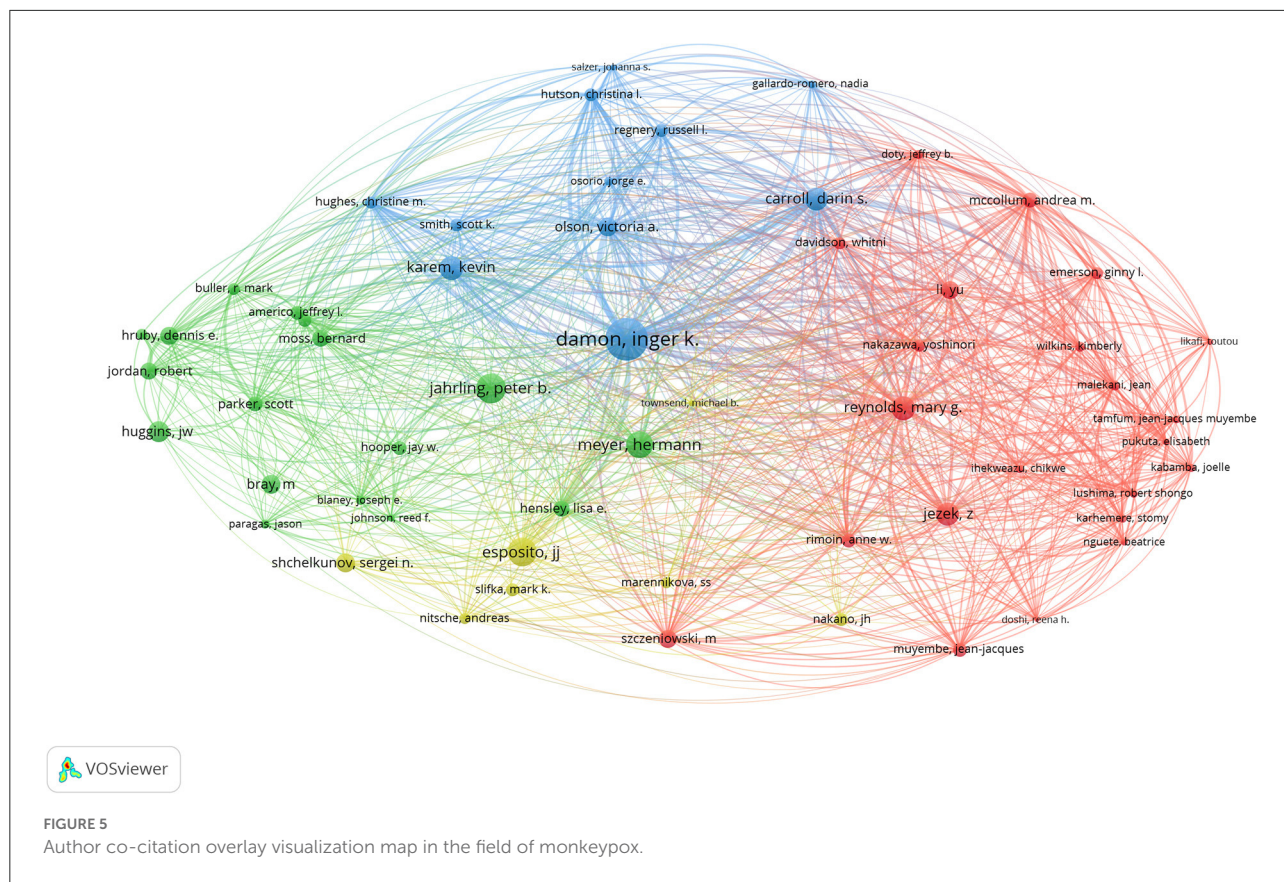 salzer, johanna s.
hutson, christina l.
gallardo-romero, nadia
regnery, russell l.
doty, jeffrey b.
osorio, jorge e.
hughes, christine m.
carroll, darin s.
mccollum, andrea m.
smith, scott k.
olson, victoria a.
davidson, whitni
karem, kevin
emerson, ginny l.
buller, r. mark
li, yu
americo, jeffrey l.
hruby, dennis e.
moss, bernard
damon, inger k.
nakazawa, yoshinori
wilkins, kimberly
likafi, toutou
jordan, robert
jahrling, peter b.
malekani, jean
parker, scott
townsend, michael b.
reynolds, mary g.
tamfum, jean-jacques muyembe
huggins, jw
hooper, jay w.
meyer, hermann
pukuta, elisabeth
ihekweazu, chikwe
kabamba, joelle
bray, m
blaney, joseph e.
lushima, robert shongo
paragas, jason
johnson, reed f.
hensley, lisa e.
jezek, z
karhemere, stomy
rimoin, anne w.
nguete, beatrice
shchelkunov, sergei n.
esposito, jj
slifka, mark k.
marennikova, ss
nitsche, andreas
nakano, jh
doshi, reena h.
szczeniowski, m
muyembe, jean-jacques
VOSviewer
FIGURE 5
Author co-citation overlay visualization map in the field of monkeypox.